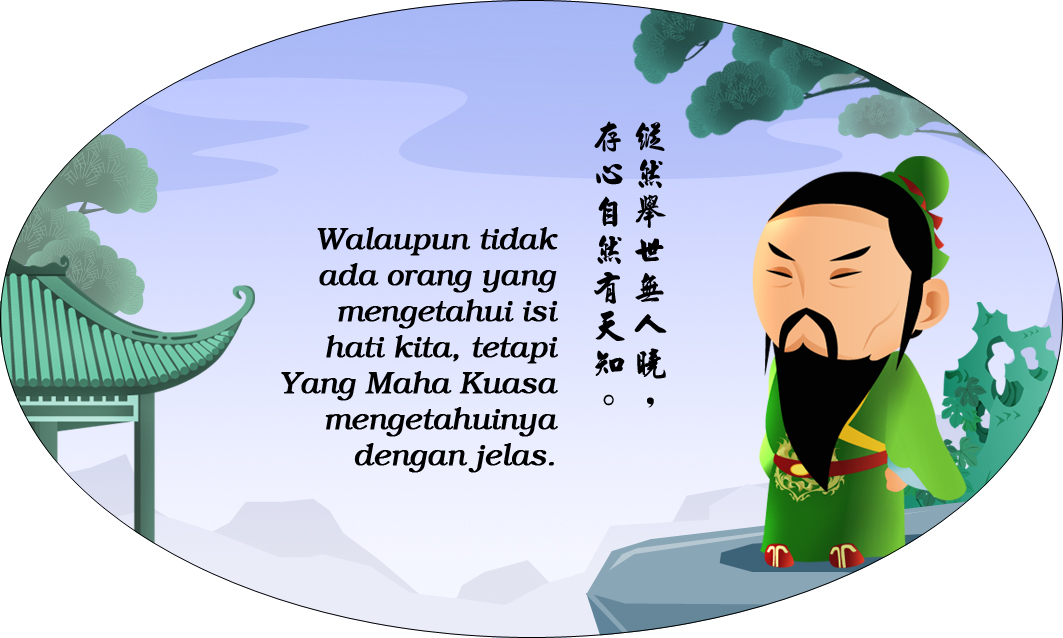 縱然舉世無人曉，
存心自然有天知。
Walaupun tidak
ada orang yang
mengetahui isi
hati kita, tetapi
Yang Maha Kuasa
mengetahuinya
dengan jelas.